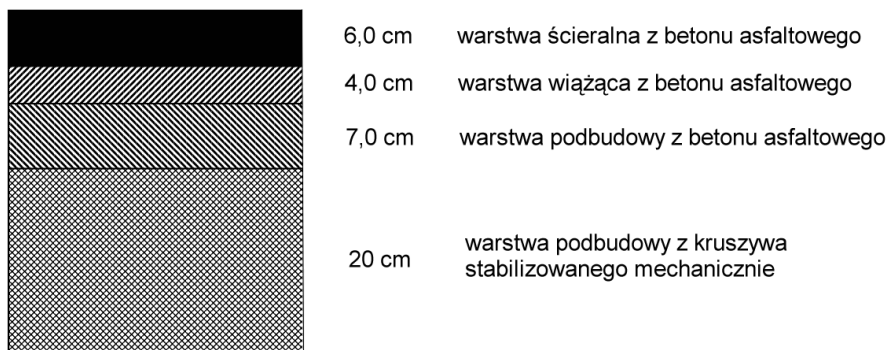 6,0 cm warstwa ścieralna z betonu asfaltowego
4,0 cm warstwa wiążąca z betonu asfaltowego
7,0 cm warstwa podbudowy z betonu asfaltowego
20 cm warstwa podbudowy z kruszywa
stabilizowanego mechanicznie